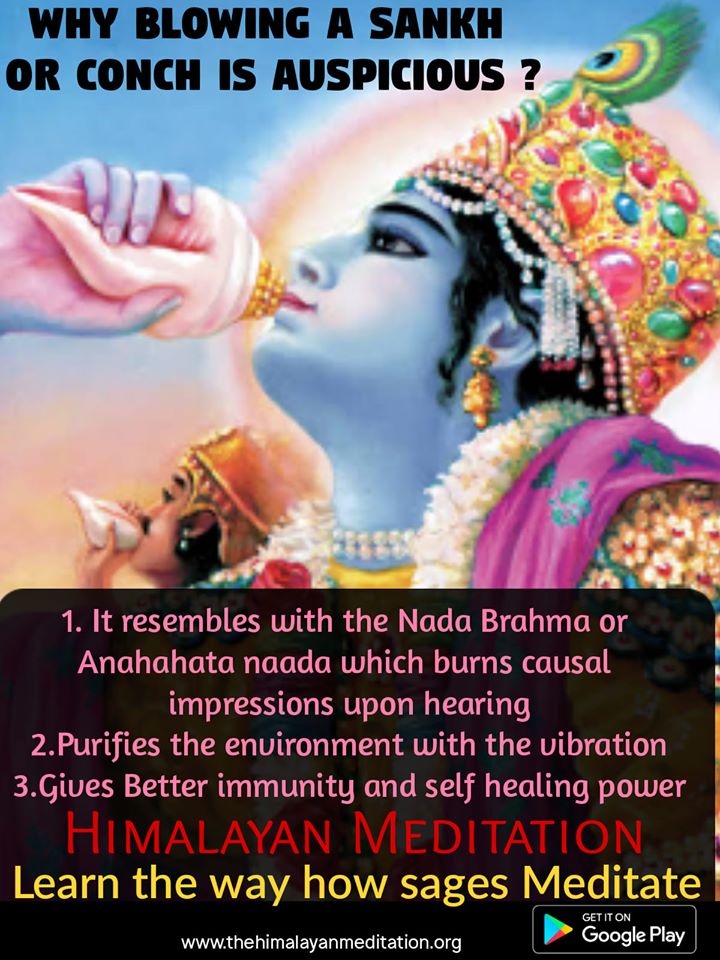 WHY BLOWING A SANKH
OR CONCH IS AUSPICIOUS ?
1. It resembles with the Nada Brahma or
Anahahata naada which burns causal
impressions upon hearing
2.Purifies the environment with the vibration
3.Gives Better immunity and self healing power
HIMALAYAN MEDITATION
Learn the way how sages Meditate
www.thehimalayanmeditation.org
GET IT ON
Google Play